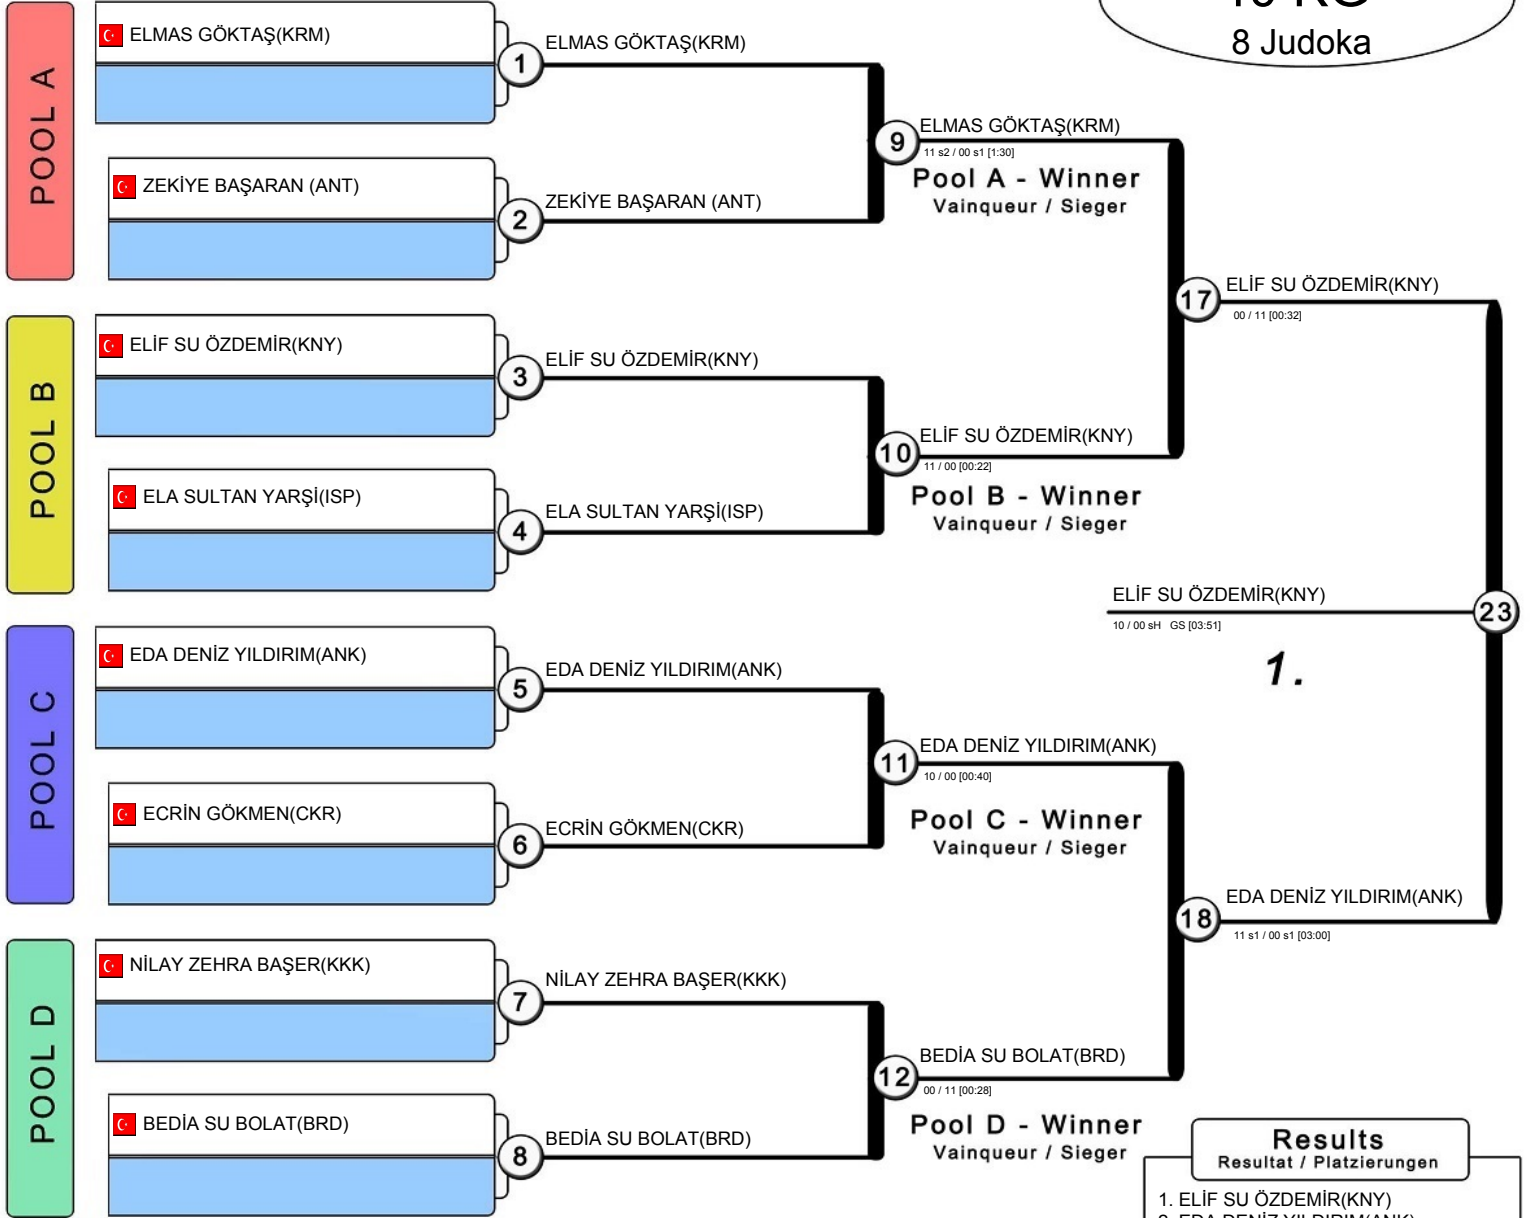 8 Judoka
POOL A
ELMAS GÖKTAŞ(KRM)
1
ELMAS GÖKTAŞ(KRM)
ZEKİYE BAŞARAN (ANT)
2
ZEKİYE BAŞARAN (ANT)
9
ELMAS GÖKTAŞ(KRM)
11 s2 / 00 s1 [1:30]
Pool A - Winner
Vainqueur / Sieger
POOL B
ELİF SU ÖZDEMİR(KNY)
3
ELİF SU ÖZDEMİR(KNY)
ELA SULTAN YARŞİ(ISP)
4
ELA SULTAN YARŞİ(ISP)
10
ELİF SU ÖZDEMİR(KNY)
11 / 00 [00:22]
Pool B - Winner
Vainqueur / Sieger
17
ELİF SU ÖZDEMİR(KNY)
00 / 11 [00:32]
ELİF SU ÖZDEMİR(KNY)
23
10 / 00 sH GS [03:51]
1.
POOL C
EDA DENİZ YILDIRIM(ANK)
5
EDA DENİZ YILDIRIM(ANK)
ECRİN GÖKMEN(CKR)
6
ECRİN GÖKMEN(CKR)
11
EDA DENİZ YILDIRIM(ANK)
10 / 00 [00:40]
Pool C - Winner
Vainqueur / Sieger
POOL D
NİLAY ZEHRA BAŞER(KKK)
7
NİLAY ZEHRA BAŞER(KKK)
BEDİA SU BOLAT(BRD)
8
BEDİA SU BOLAT(BRD)
12
BEDİA SU BOLAT(BRD)
00 / 11 [00:28]
Pool D - Winner
Vainqueur / Sieger
18
EDA DENİZ YILDIRIM(ANK)
11 s1 / 00 s1 [03:00]
Results
Resultat / Platzierungen
1. ELİF SU ÖZDEMİR(KNY)
2. EDA DENİZ YILDIRIM(ANK)